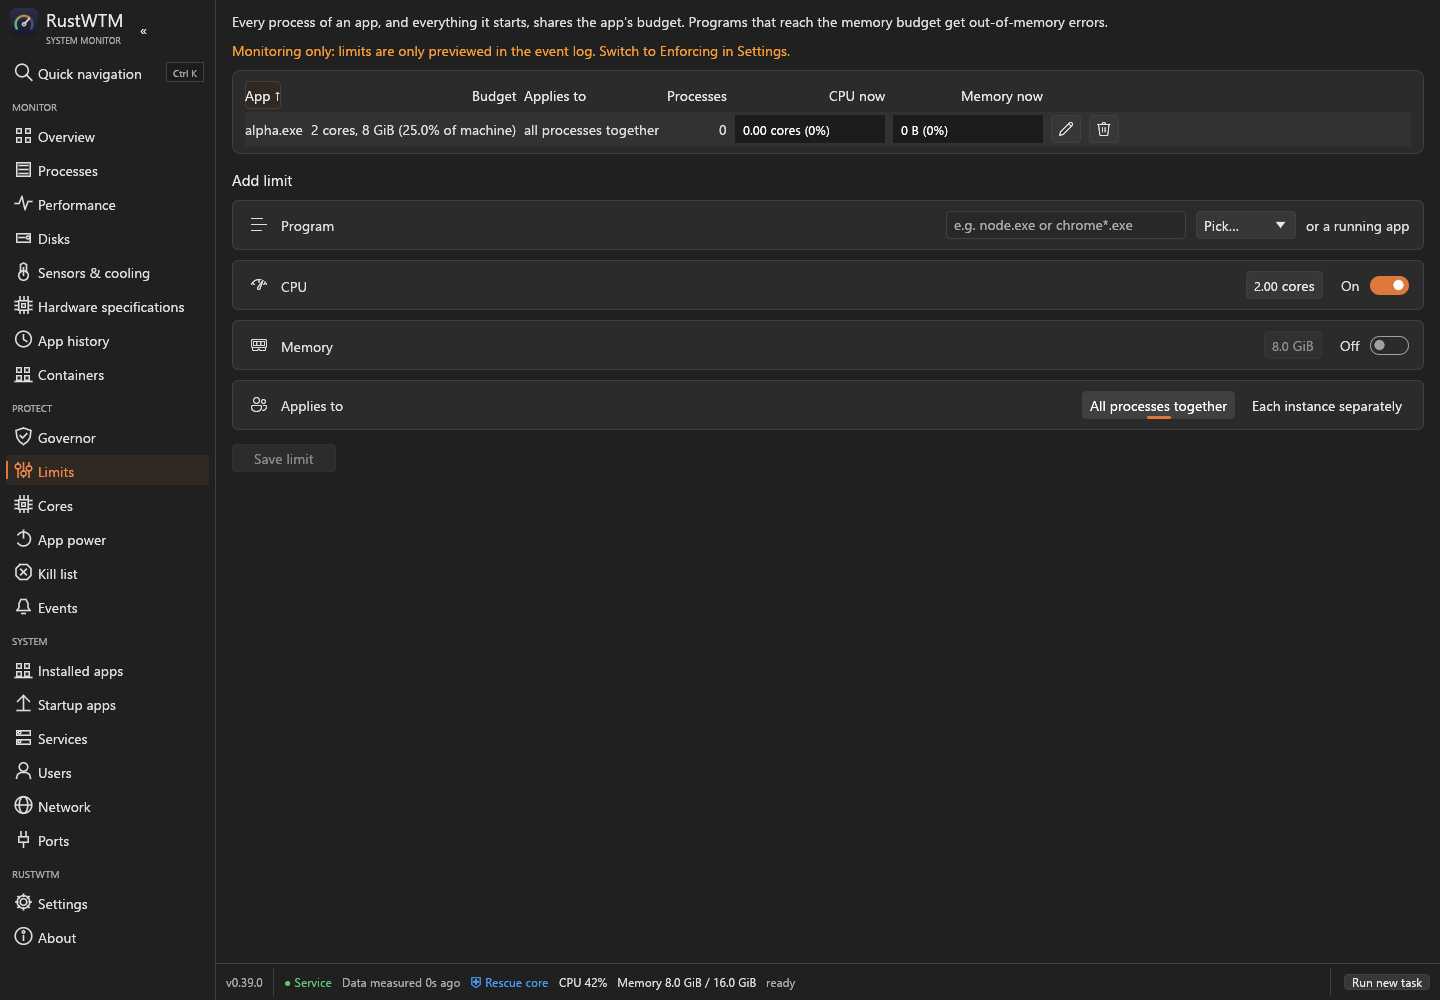 RustWTM
SYSTEM MONITOR
«
Quick navigation
Ctrl K
MONITOR
Overview
Processes
Performance
Disks
Sensors & cooling
Hardware specifications
App history
Containers
PROTECT
Governor
Limits
Cores
App power
Kill list
Events
SYSTEM
Installed apps
Startup apps
Services
Users
Network
Ports
RUSTWTM
Settings
About
Every process of an app, and everything it starts, shares the app's budget. Programs that reach the memory budget get out-of-memory errors.
Monitoring only: limits are only previewed in the event log. Switch to Enforcing in Settings.
App ↑ Budget Applies to Processes CPU now Memory now
alpha.exe 2 cores, 8 GiB (25.0% of machine) all processes together 0 0.00 cores (0%) 0 B (0%)
Add limit
Program e.g. node.exe or chrome*.exe Pick... or a running app
CPU 2.00 cores On
Memory 8.0 GiB Off
Applies to All processes together Each instance separately
Save limit
v0.39.0 Service Data measured 0s ago Rescue core CPU 42% Memory 8.0 GiB / 16.0 GiB ready Run new task